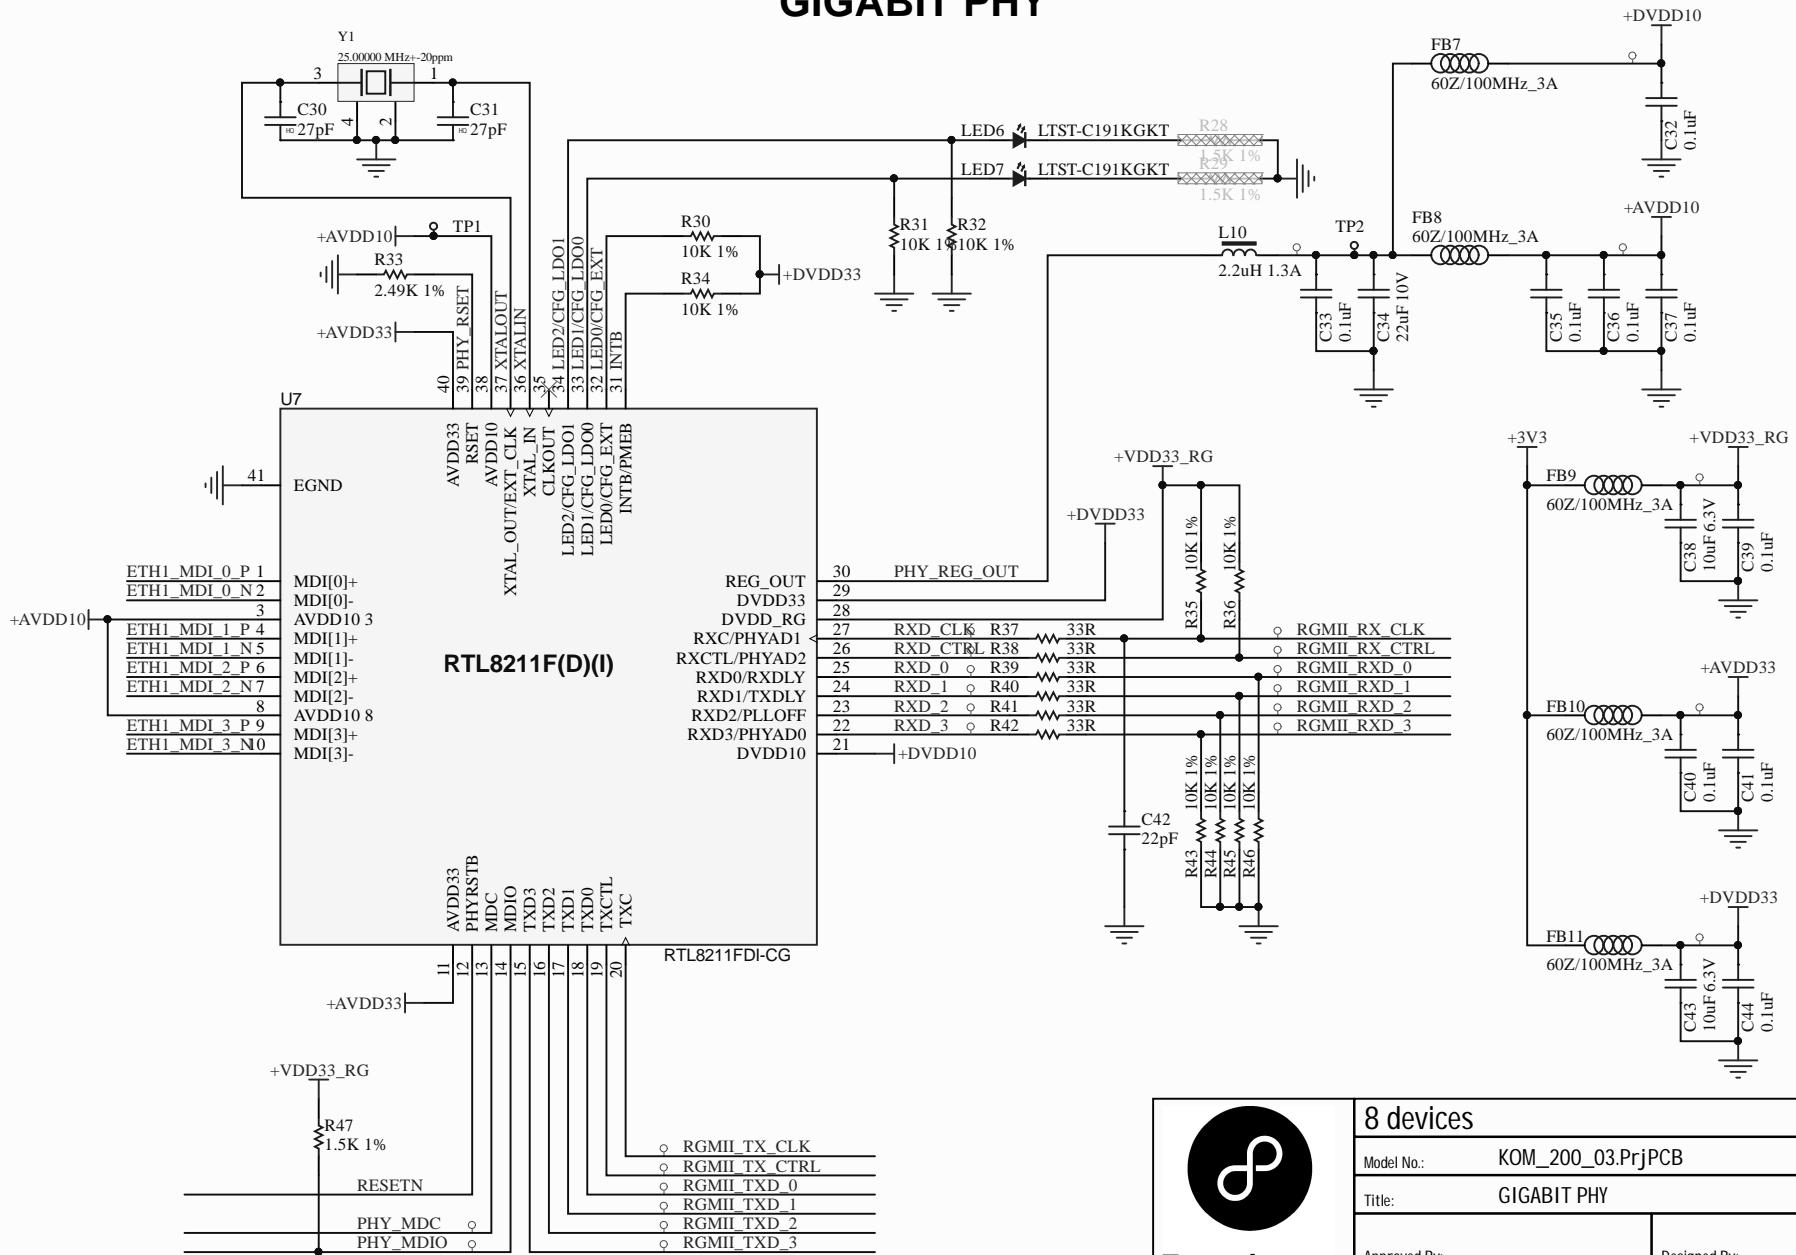 GIGABIT PHY
Y1
25.00000 MHz+-20ppm
3
1
4
2
C30
27pF
C31
27pF
HQ
HQ
LED6
LTST-C191KGKT
R28
1.5K 1%
LED7
LTST-C191KGKT
R29
1.5K 1%
R31
10K 1%
R32
10K 1%
+AVDD10
TP1
R33
2.49K 1%
+AVDD33
R30
10K 1%
R34
10K 1%
+DVDD33
+DVDD10
FB7
60Z/100MHz_3A
C32
0.1uF
L10
2.2uH 1.3A
TP2
FB8
60Z/100MHz_3A
+AVDD10
C33
0.1uF
C34
22uF 10V
C35
0.1uF
C36
0.1uF
C37
0.1uF
40
39 PHY_RSET
38
37 XTALOUT
36 XTALIN
35
34 LED2/CFG_LDO1
33 LED1/CFG_LDO0
32 LED0/CFG_EXT
31 INTB
U7
AVDD33
RSET
AVDD10
XTAL_OUT/EXT_CLK
XTAL_IN
CLKOUT
LED2/CFG_LDO1
LED1/CFG_LDO0
LED0/CFG_EXT
INTB/PMEB
41
EGND
ETH1_MDI_0_P 1 MDI[0]+
ETH1_MDI_0_N 2 MDI[0]-
+AVDD10
3 AVDD10 3
ETH1_MDI_1_P 4 MDI[1]+
ETH1_MDI_1_N 5 MDI[1]-
ETH1_MDI_2_P 6 MDI[2]+
ETH1_MDI_2_N 7 MDI[2]-
8 AVDD10 8
ETH1_MDI_3_P 9 MDI[3]+
ETH1_MDI_3_N 10 MDI[3]-
RTL8211F(D)(I)
+VDD33_RG
+DVDD33
R35
10K 1%
R36
10K 1%
REG_OUT 30 PHY_REG_OUT
DVDD33 29
DVDD_RG 28
RXC/PHYAD1 27 RXD_CLK R37 33R RGMII_RX_CLK
RXCTL/PHYAD2 26 RXD_CTRL R38 33R RGMII_RX_CTRL
RXD0/RXDLY 25 RXD_0 R39 33R RGMII_RXD_0
RXD1/TXDLY 24 RXD_1 R40 33R RGMII_RXD_1
RXD2/PLLOFF 23 RXD_2 R41 33R RGMII_RXD_2
RXD3/PHYAD0 22 RXD_3 R42 33R RGMII_RXD_3
DVDD10 21 +DVDD10
C42
22pF
R43
10K 1%
R44
10K 1%
R45
10K 1%
R46
10K 1%
+3V3
+VDD33_RG
FB9
60Z/100MHz_3A
C38
10uF 6.3V
C39
0.1uF
+AVDD33
FB10
60Z/100MHz_3A
C40
0.1uF
C41
0.1uF
+DVDD33
FB11
60Z/100MHz_3A
C43
10uF 6.3V
C44
0.1uF
AVDD33
PHYRSTB
MDC
MDIO
TXD3
TXD2
TXD1
TXD0
TXCTL
TXC
RTL8211FDI-CG
11
12
13
14
15
16
17
18
19
20
+AVDD33
+VDD33_RG
R47
1.5K 1%
RESETN
PHY_MDC
PHY_MDIO
RGMII_TX_CLK
RGMII_TX_CTRL
RGMII_TXD_0
RGMII_TXD_1
RGMII_TXD_2
RGMII_TXD_3
8 devices
Model No.: KOM_200_03.PrjPCB
Title: GIGABIT PHY
Approved By:
Designed By: